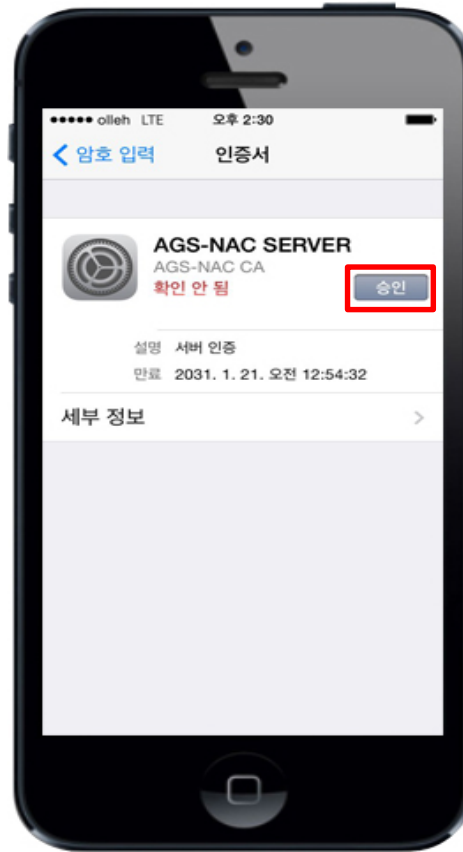 olleh LTE 오후 2:30
암호 입력 인증서
AGS-NAC SERVER
AGS-NAC CA
확인 안 됨
승인
설명 서버 인증
만료 2031. 1. 21. 오전 12:54:32
세부 정보